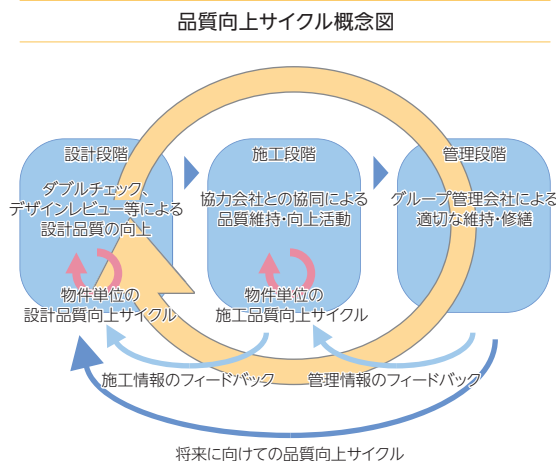 品質向上サイクル概念図
設計段階
ダブルチェック、
デザインレビュー等による
設計品質の向上
物件単位の
設計品質向上サイクル
施工段階
協力会社との協同による
品質維持・向上活動
物件単位の
施工品質向上サイクル
管理段階
グループ管理会社による
適切な維持・修繕
施工情報のフィードバック
管理情報のフィードバック
将来に向けての品質向上サイクル